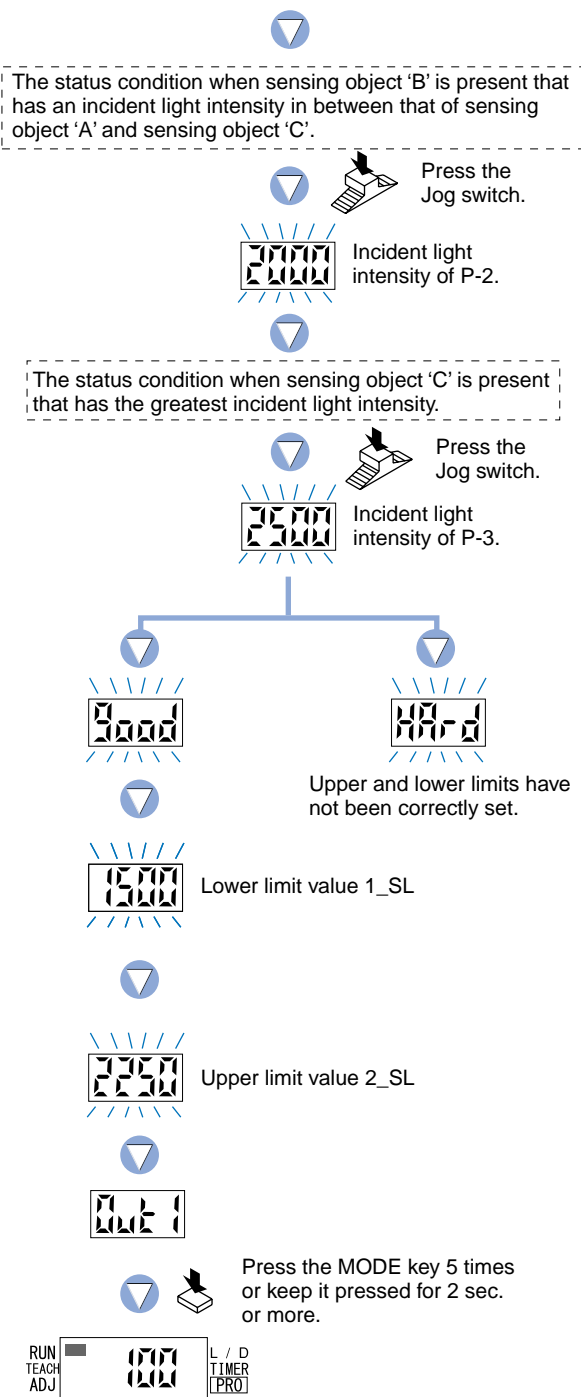 The status condition when sensing object ‘B’ is present that
has an incident light intensity in between that of sensing
object ‘A’ and sensing object ‘C’.
Press the
Jog switch.
2000
Incident light
intensity of P-2.
The status condition when sensing object ‘C’ is present
that has the greatest incident light intensity.
Press the
Jog switch.
2500
Incident light
intensity of P-3.
good
HArd
Upper and lower limits have
not been correctly set.
1500
Lower limit value 1_SL
2250
Upper limit value 2_SL
Out1
Press the MODE key 5 times
or keep it pressed for 2 sec.
or more.
RUN
TEACH
ADJ
100
L / D
TIMER
PRO